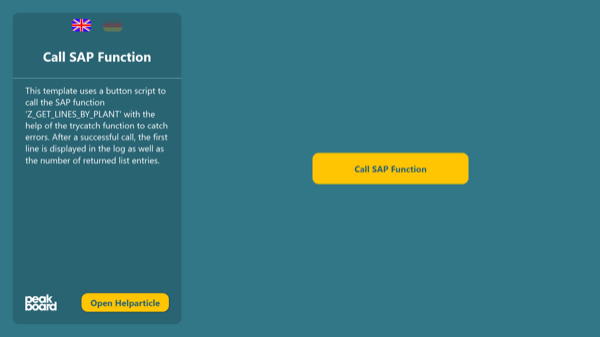 Call SAP Function
This template uses a button script to
call the SAP function
'Z_GET_LINES_BY_PLANT' with the
help of the trycatch function to catch
errors. After a successful call, the first
line is displayed in the log as well as
the number of returned list entries.
Call SAP Function
peak
board
Open Helparticle